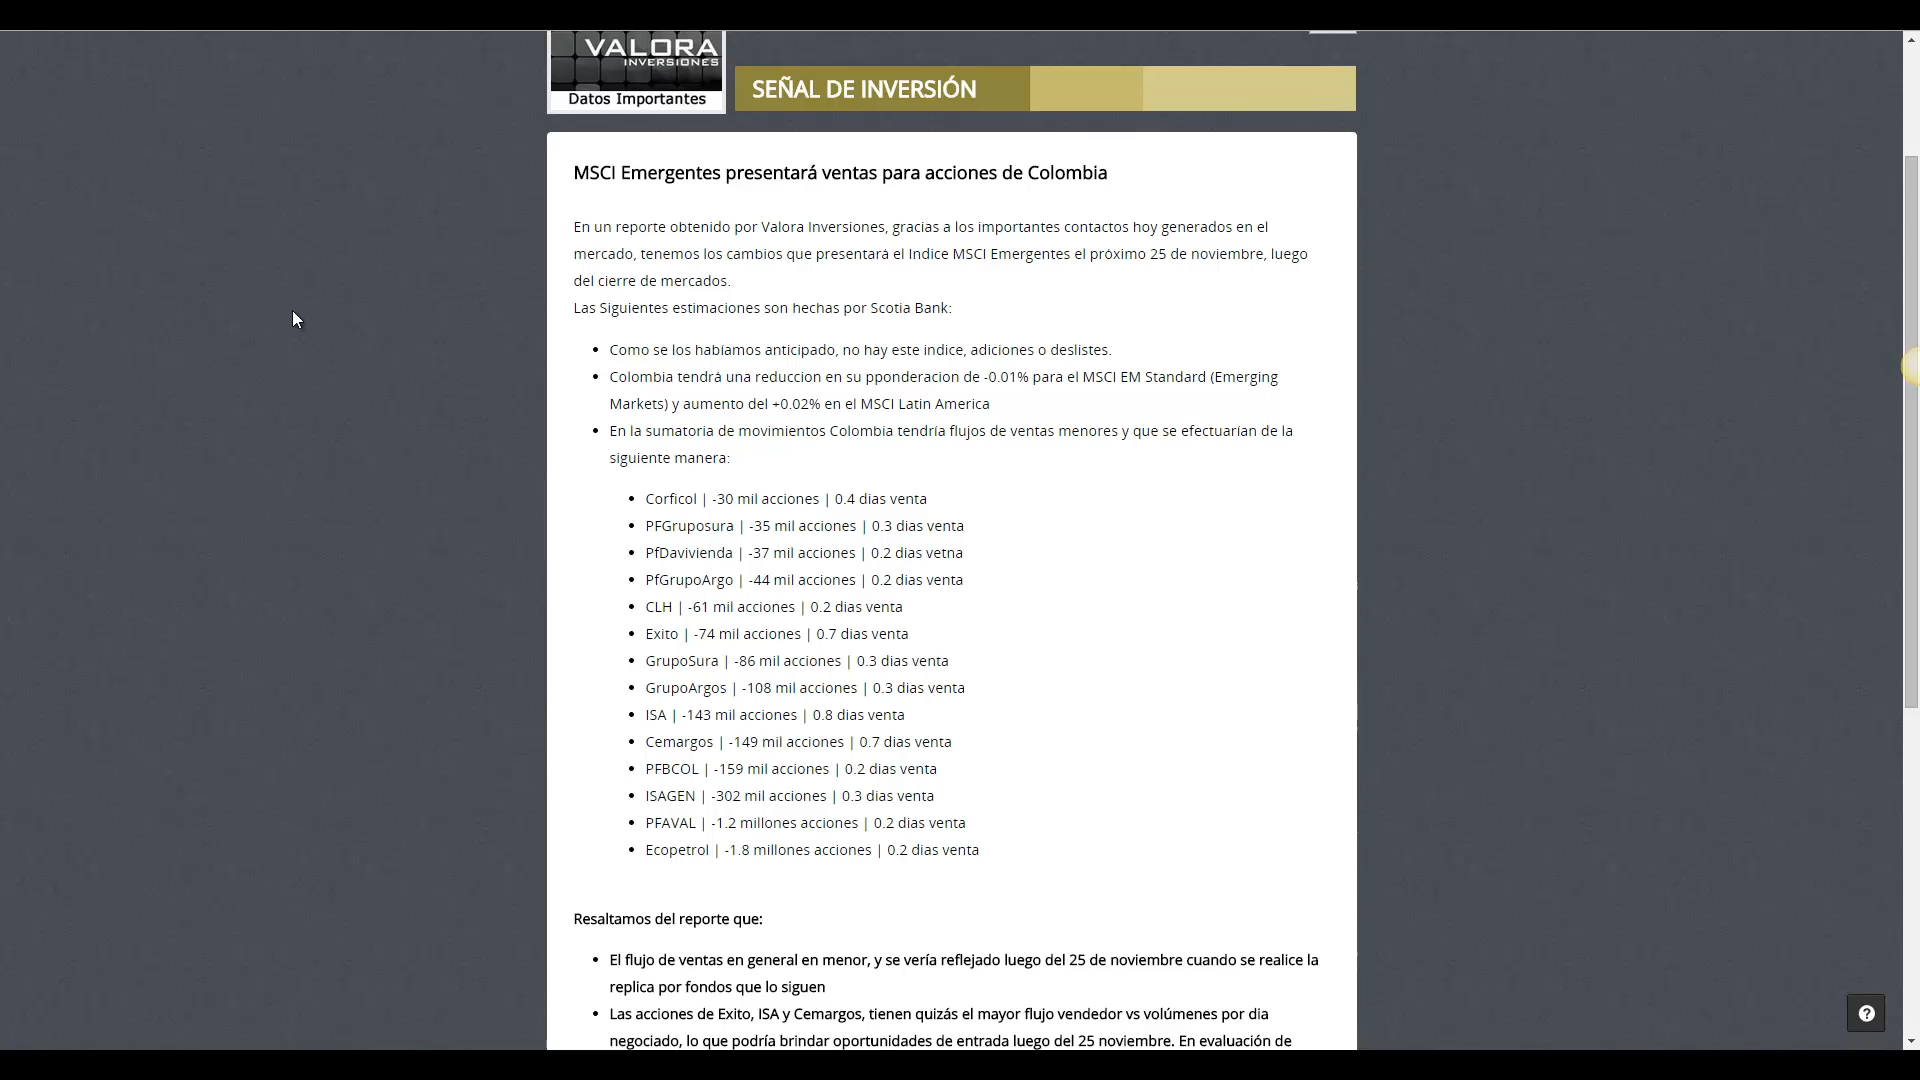 VALORA
INVERSIONES
Datos Importantes
SEÑAL DE INVERSIÓN
MSCI Emergentes presentará ventas para acciones de Colombia
En un reporte obtenido por Valora Inversiones, gracias a los importantes contactos hoy generados en el
mercado, tenemos los cambios que presentará el Indice MSCI Emergentes el próximo 25 de noviembre, luego
del cierre de mercados.
Las Siguientes estimaciones son hechas por Scotia Bank:
• Como se los habíamos anticipado, no hay este indice, adiciones o deslistes.
• Colombia tendrá una reduccion en su pponderacion de -0.01% para el MSCI EM Standard (Emerging
Markets) y aumento del +0.02% en el MSCI Latin America
• En la sumatoria de movimientos Colombia tendría flujos de ventas menores y que se efectuarían de la
siguiente manera:
• Corficol | -30 mil acciones | 0.4 dias venta
• PFGruposura | -35 mil acciones | 0.3 dias venta
• PfDavivienda | -37 mil acciones | 0.2 dias vetna
• PfGrupoArgo | -44 mil acciones | 0.2 dias venta
• CLH | -61 mil acciones | 0.2 dias venta
• Exito | -74 mil acciones | 0.7 dias venta
• GrupoSura | -86 mil acciones | 0.3 dias venta
• GrupoArgos | -108 mil acciones | 0.3 dias venta
• ISA | -143 mil acciones | 0.8 dias venta
• Cemargos | -149 mil acciones | 0.7 dias venta
• PFBCOL | -159 mil acciones | 0.2 dias venta
• ISAGEN | -302 mil acciones | 0.3 dias venta
• PFAVAL | -1.2 millones acciones | 0.2 dias venta
• Ecopetrol | -1.8 millones acciones | 0.2 dias venta
Resaltamos del reporte que:
• El flujo de ventas en general en menor, y se vería reflejado luego del 25 de noviembre cuando se realice la
replica por fondos que lo siguen
• Las acciones de Exito, ISA y Cemargos, tienen quizás el mayor flujo vendedor vs volúmenes por dia
negociado, lo que podría brindar oportunidades de entrada luego del 25 noviembre. En evaluación de